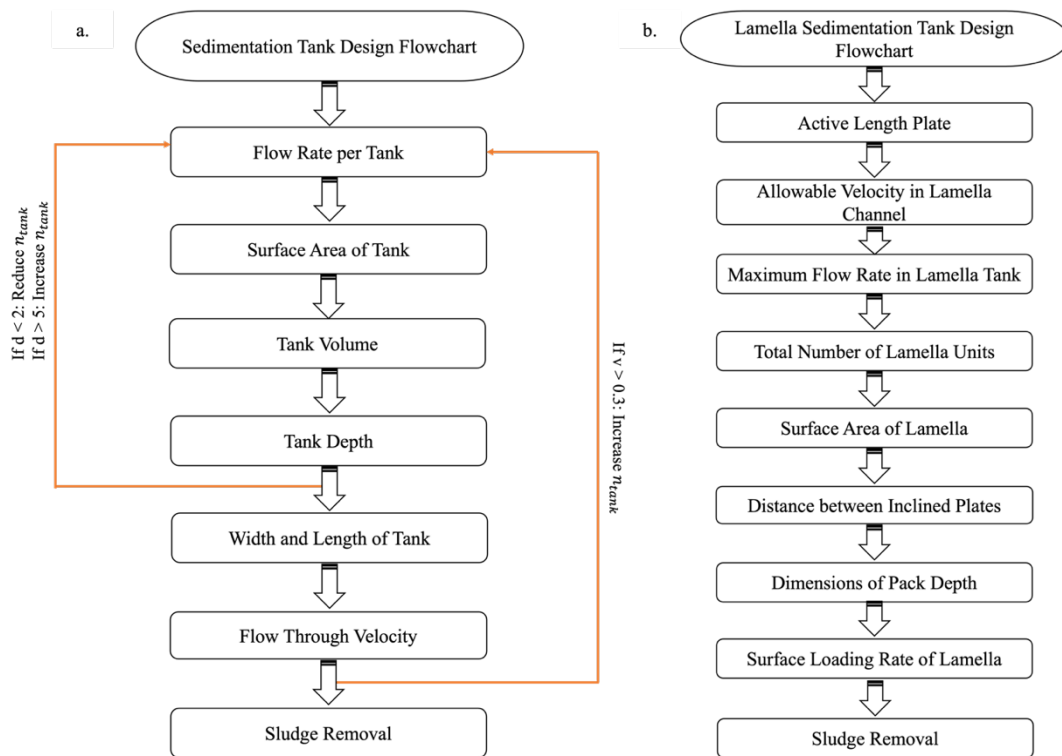 a.
Sedimentation Tank Design Flowchart
Flow Rate per Tank
Surface Area of Tank
Tank Volume
Tank Depth
Width and Length of Tank
Flow Through Velocity
Sludge Removal
If d < 2: Reduce n_tank
If d > 5: Increase n_tank
If v > 0.3: Increase n_tank
b.
Lamella Sedimentation Tank Design
Flowchart
Active Length Plate
Allowable Velocity in Lamella
Channel
Maximum Flow Rate in Lamella Tank
Total Number of Lamella Units
Surface Area of Lamella
Distance between Inclined Plates
Dimensions of Pack Depth
Surface Loading Rate of Lamella
Sludge Removal